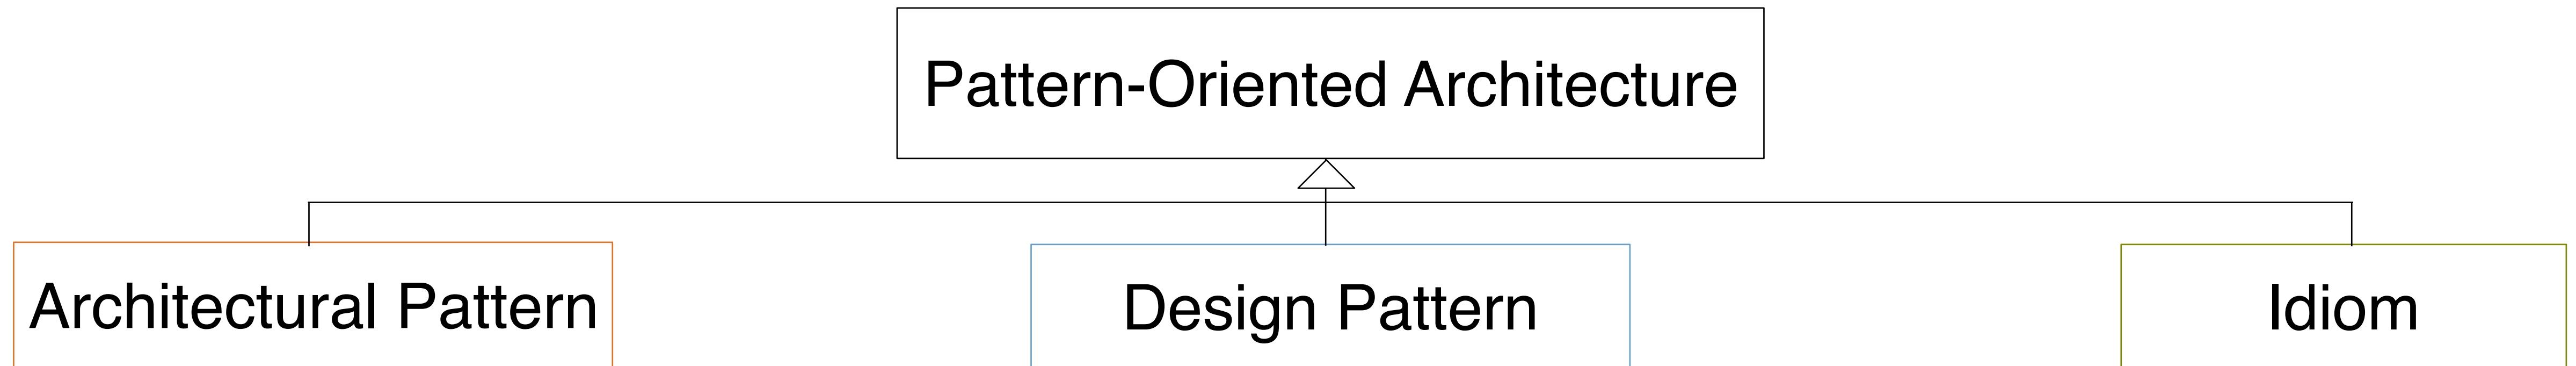 Pattern-Oriented Architecture
Architectural Pattern
Design Pattern
Idiom